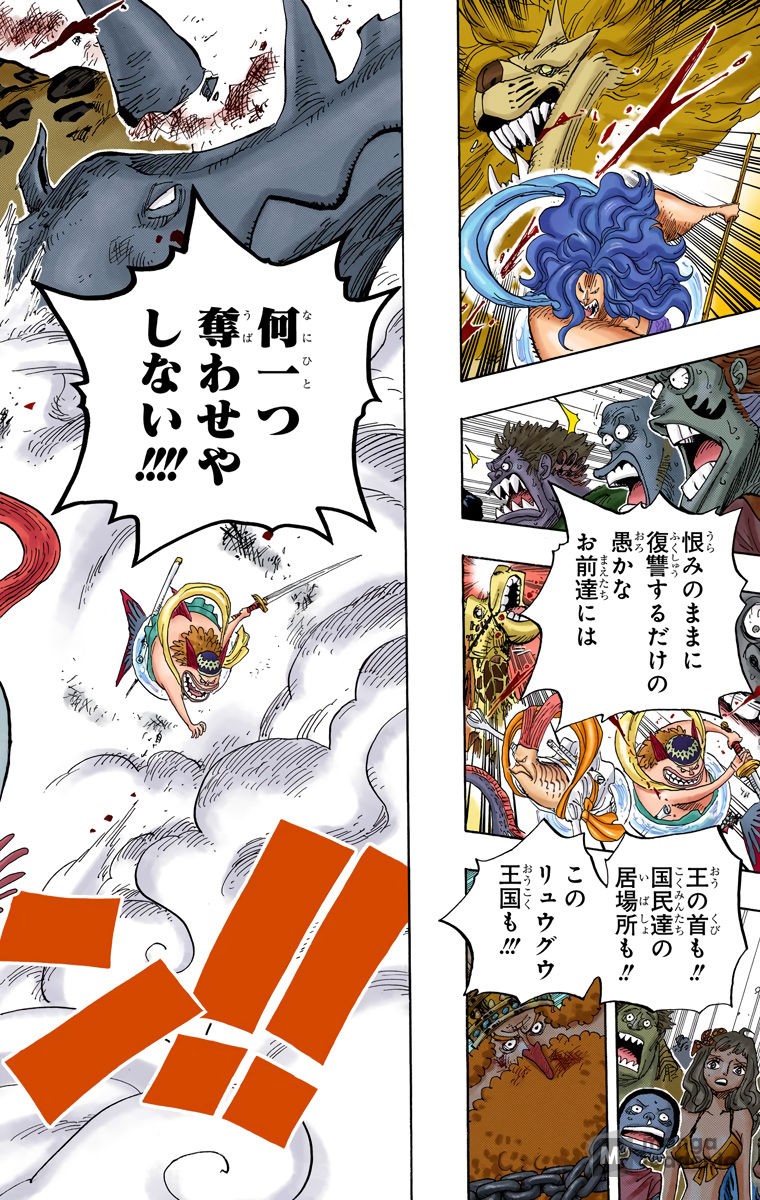 恨みのままに
復讐するだけの
愚かな
お前達には
王の首も!!
国民達の
居場所も!!
この
リュウグウ
王国も!!!
何一つ
奪わせや
しない!!!!